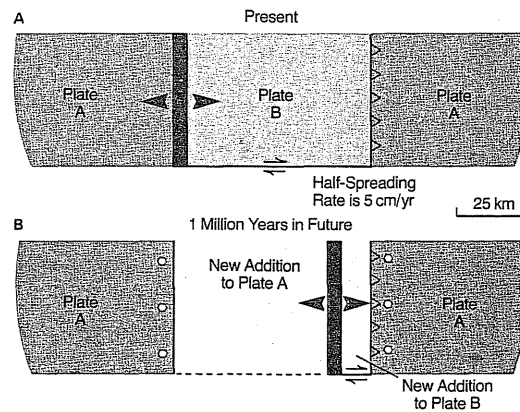 A
Present
Plate
A
Plate
B
Plate
A
Half-Spreading
Rate is 5 cm/yr
25 km
B
1 Million Years in Future
New Addition
to Plate A
Plate
A
Plate
A
New Addition
to Plate B